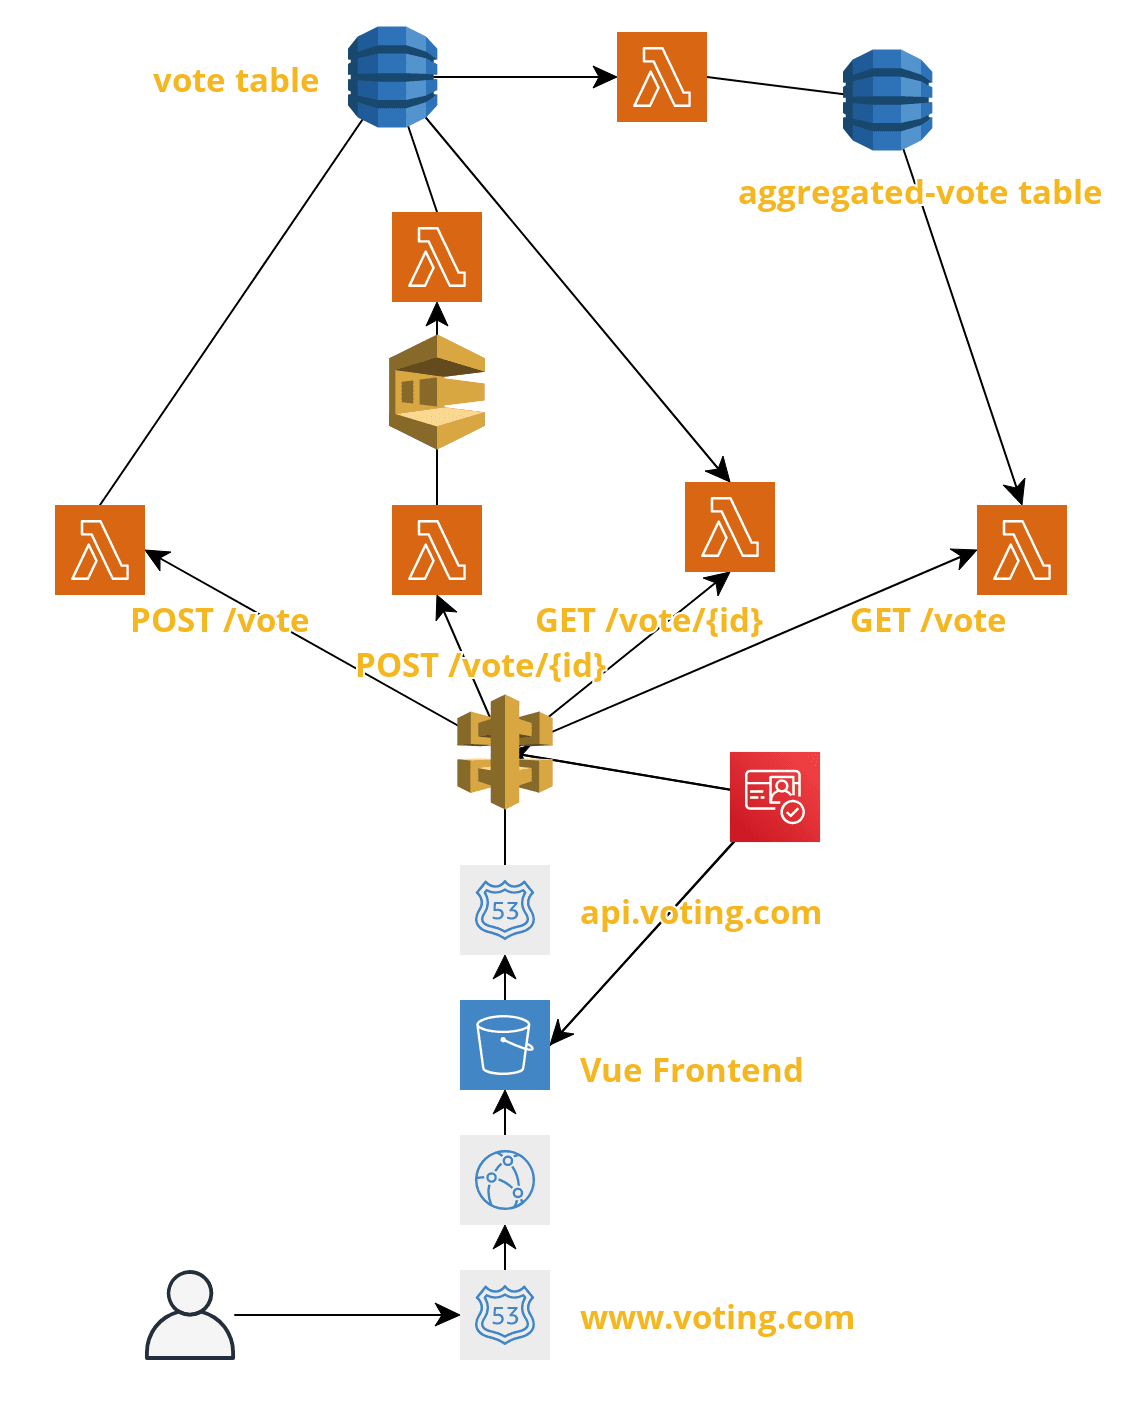 vote table
aggregated-vote table
POST /vote
GET /vote/{id}
GET /vote
POST /vote/{id}
53
api.voting.com
Vue Frontend
53
www.voting.com